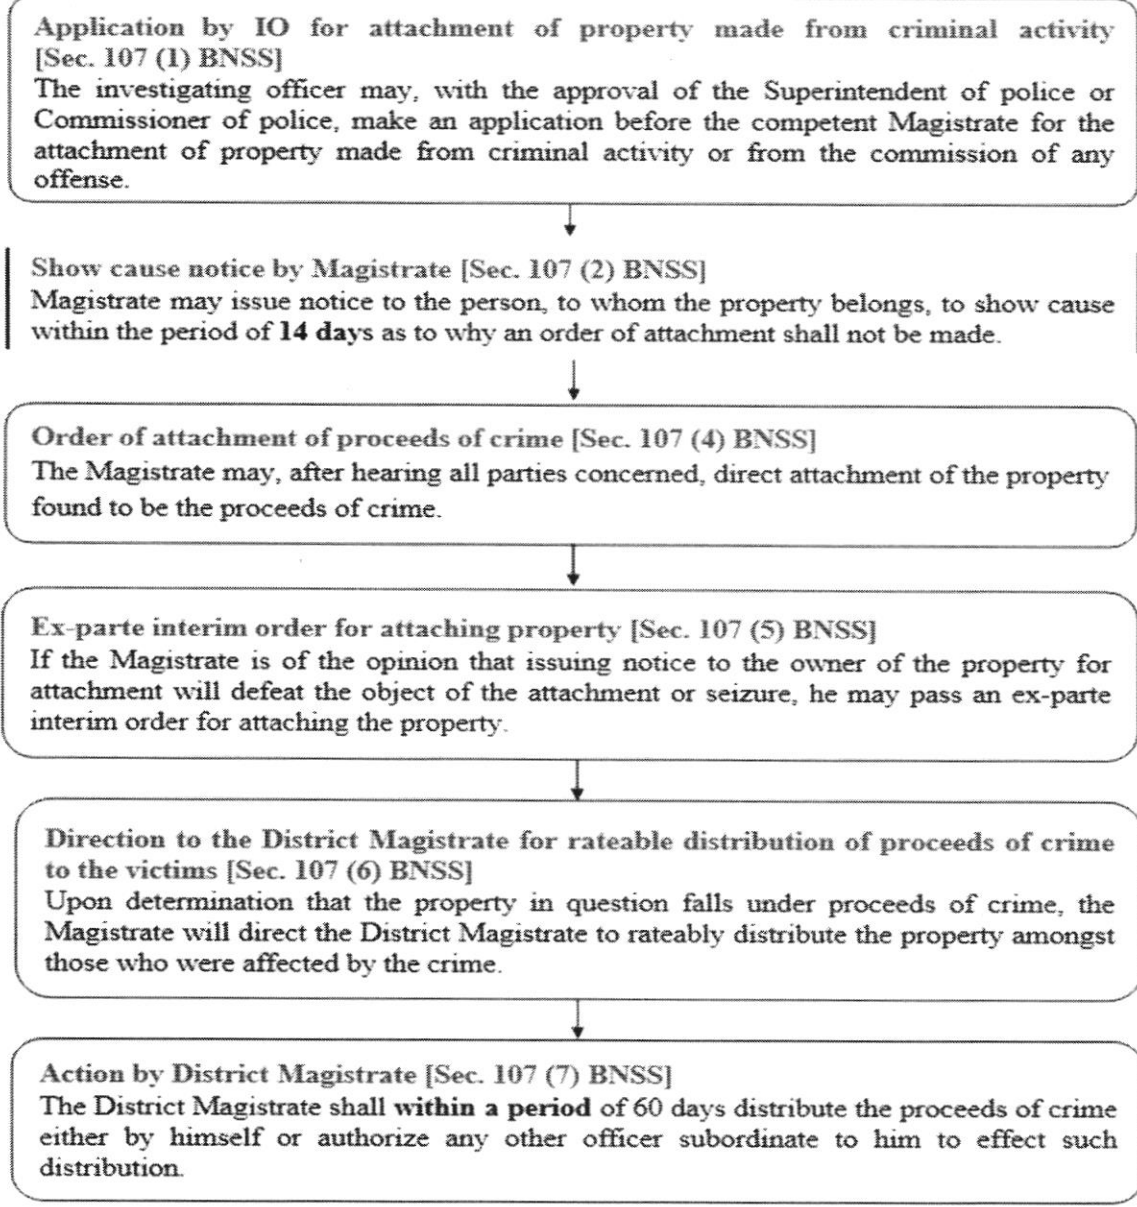 Application by IO for attachment of property made from criminal activity
[Sec. 107 (1) BNSS]
The investigating officer may, with the approval of the Superintendent of police or
Commissioner of police, make an application before the competent Magistrate for the
attachment of property made from criminal activity or from the commission of any
offense.
Show cause notice by Magistrate [Sec. 107 (2) BNSS]
Magistrate may issue notice to the person, to whom the property belongs, to show cause
within the period of 14 days as to why an order of attachment shall not be made.
Order of attachment of proceeds of crime [Sec. 107 (4) BNSS]
The Magistrate may, after hearing all parties concerned, direct attachment of the property
found to be the proceeds of crime.
Ex-parte interim order for attaching property [Sec. 107 (5) BNSS]
If the Magistrate is of the opinion that issuing notice to the owner of the property for
attachment will defeat the object of the attachment or seizure, he may pass an ex-parte
interim order for attaching the property.
Direction to the District Magistrate for rateable distribution of proceeds of crime
to the victims [Sec. 107 (6) BNSS]
Upon determination that the property in question falls under proceeds of crime, the
Magistrate will direct the District Magistrate to rateably distribute the property amongst
those who were affected by the crime.
Action by District Magistrate [Sec. 107 (7) BNSS]
The District Magistrate shall within a period of 60 days distribute the proceeds of crime
either by himself or authorize any other officer subordinate to him to effect such
distribution.